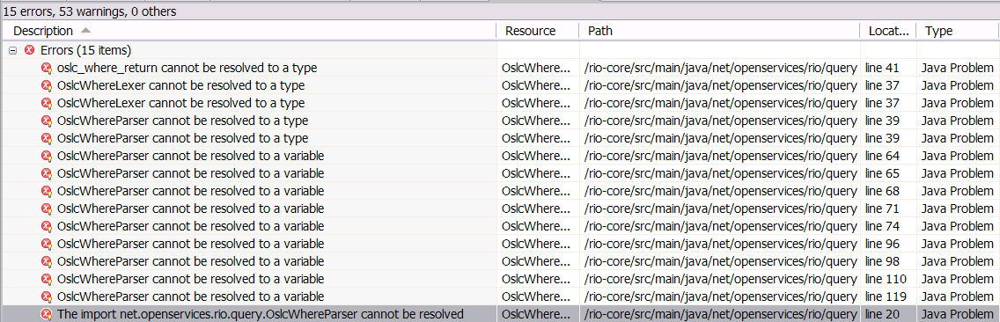 15 errors, 53 warnings, 0 others
Description Resource Path Locat... Type
Errors (15 items)
oslc_where_return cannot be resolved to a type OslcWhere... /rio-core/src/main/java/net/openservices/rio/query line 41 Java Problem
OslcWhereLexer cannot be resolved to a type OslcWhere... /rio-core/src/main/java/net/openservices/rio/query line 37 Java Problem
OslcWhereLexer cannot be resolved to a type OslcWhere... /rio-core/src/main/java/net/openservices/rio/query line 37 Java Problem
OslcWhereParser cannot be resolved to a type OslcWhere... /rio-core/src/main/java/net/openservices/rio/query line 39 Java Problem
OslcWhereParser cannot be resolved to a type OslcWhere... /rio-core/src/main/java/net/openservices/rio/query line 39 Java Problem
OslcWhereParser cannot be resolved to a variable OslcWhere... /rio-core/src/main/java/net/openservices/rio/query line 64 Java Problem
OslcWhereParser cannot be resolved to a variable OslcWhere... /rio-core/src/main/java/net/openservices/rio/query line 65 Java Problem
OslcWhereParser cannot be resolved to a variable OslcWhere... /rio-core/src/main/java/net/openservices/rio/query line 68 Java Problem
OslcWhereParser cannot be resolved to a variable OslcWhere... /rio-core/src/main/java/net/openservices/rio/query line 71 Java Problem
OslcWhereParser cannot be resolved to a variable OslcWhere... /rio-core/src/main/java/net/openservices/rio/query line 74 Java Problem
OslcWhereParser cannot be resolved to a variable OslcWhere... /rio-core/src/main/java/net/openservices/rio/query line 96 Java Problem
OslcWhereParser cannot be resolved to a variable OslcWhere... /rio-core/src/main/java/net/openservices/rio/query line 98 Java Problem
OslcWhereParser cannot be resolved to a variable OslcWhere... /rio-core/src/main/java/net/openservices/rio/query line 110 Java Problem
OslcWhereParser cannot be resolved to a variable OslcWhere... /rio-core/src/main/java/net/openservices/rio/query line 119 Java Problem
The import net.openservices.rio.query.OslcWhereParser cannot be resolved OslcWhere... /rio-core/src/main/java/net/openservices/rio/query line 20 Java Problem